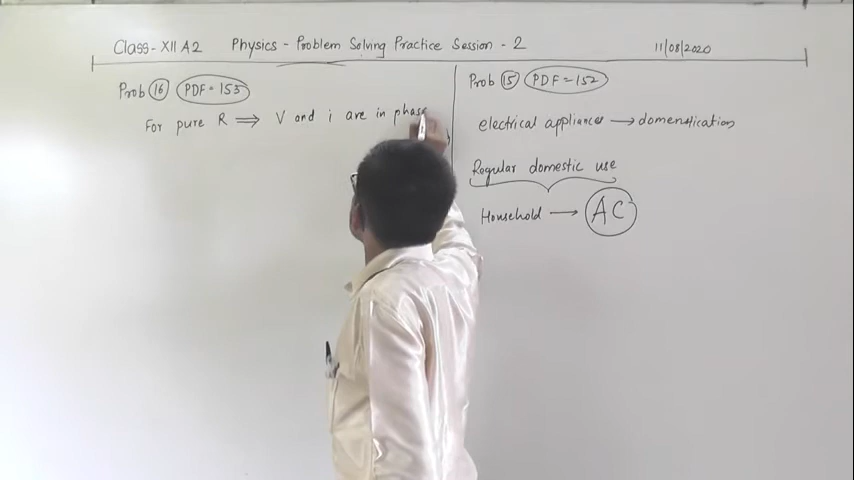 Class-XII A2 Physics - Problem Solving Practice Session - 2 11/08/2020
Prob 16 PDF = 153
For pure R ⟹ V and i are in phase
Prob 15 PDF = 152
electrical appliances → domenstication
Regular domestic use
Household → AC